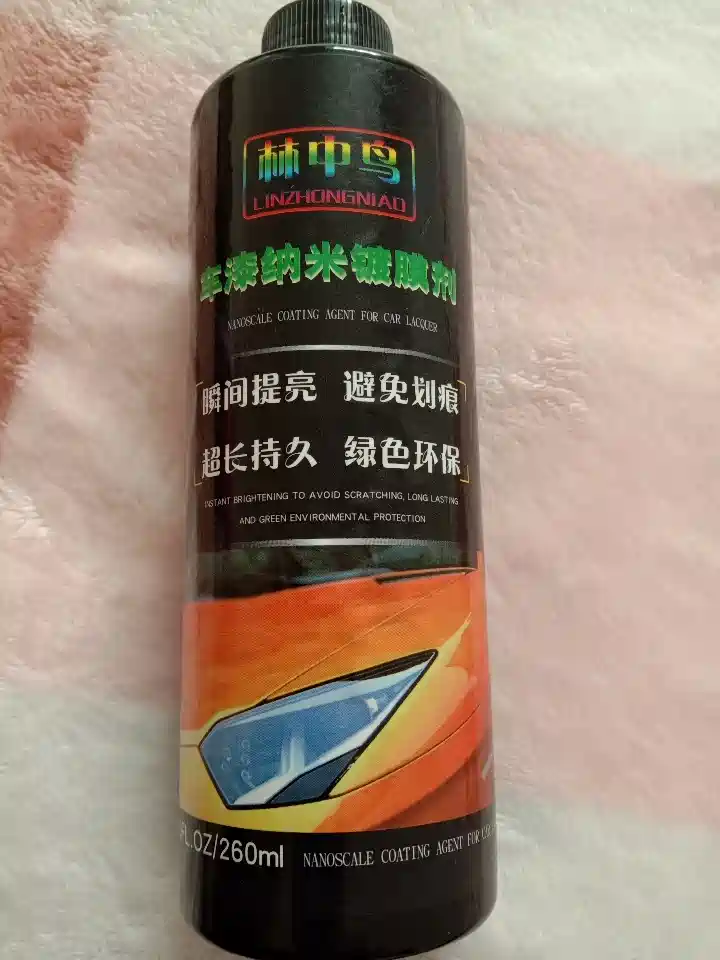 林中鸟
LINZHONGNIAO
车漆纳米镀膜剂
NANOSCALE COATING AGENT FOR CAR LACQUER
瞬间提亮 避免划痕
超长持久 绿色环保
INSTANT BRIGHTENING TO AVOID SCRATCHING, LONG LASTING
AND GREEN ENVIRONMENTAL PROTECTION
FL.OZ/260ml NANOSCALE COATING AGENT FOR